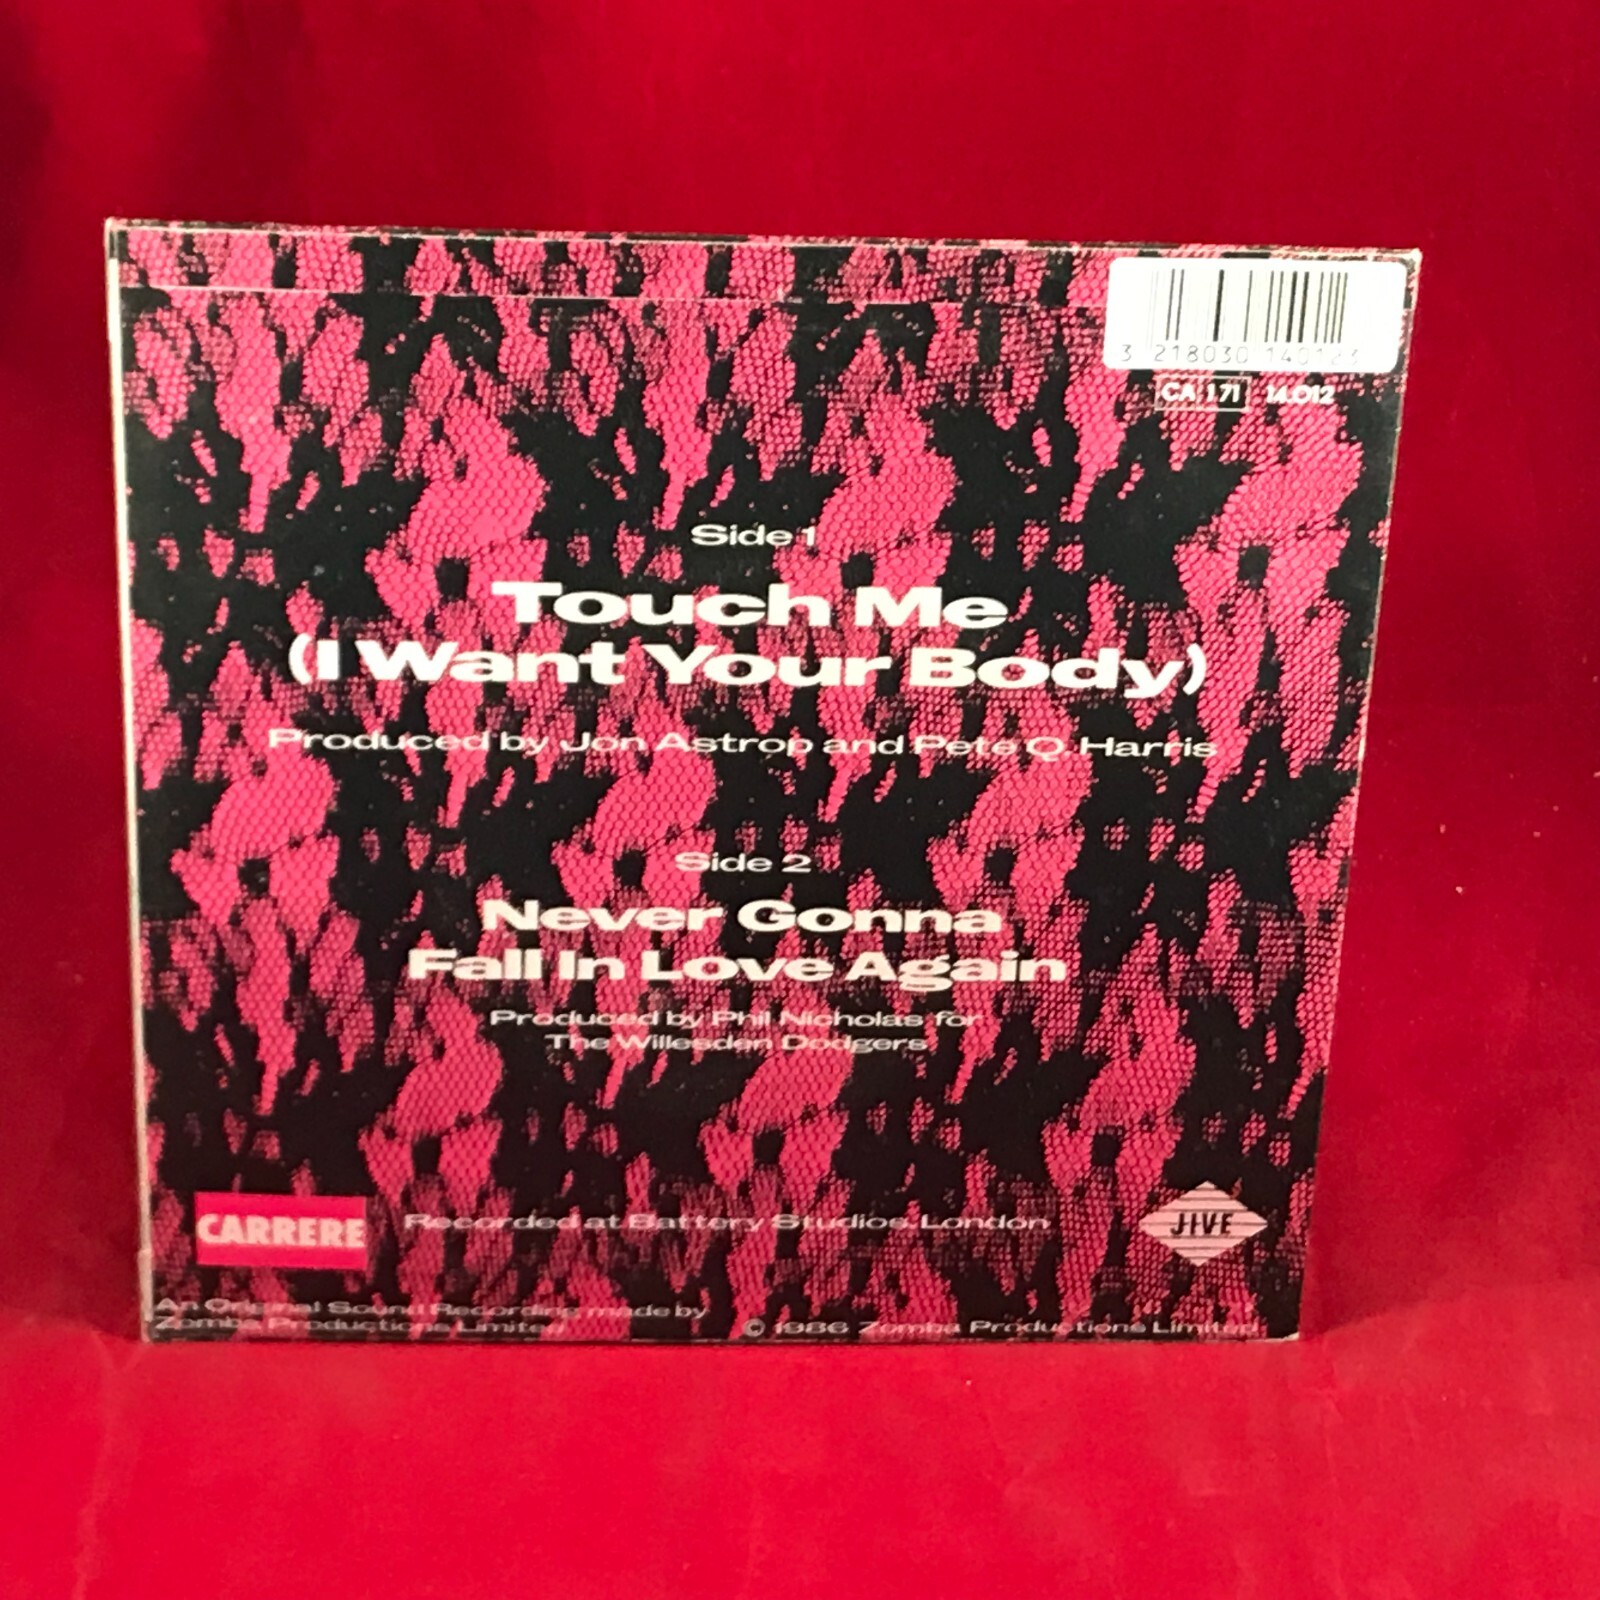 3 218030 140123
CA 171 14.012
Side 1
Touch Me
(I Want Your Body)
Produced by Jon Astrop and Pete Q. Harris
Side 2
Never Gonna
Fall In Love Again
Produced by Phil Nicholas for
The Willesden Dodgers
CARRERE
Recorded at Battery Studios, London
JIVE
An Original Sound Recording made by
Zomba Productions Limited
© 1986 Zomba Productions Limited